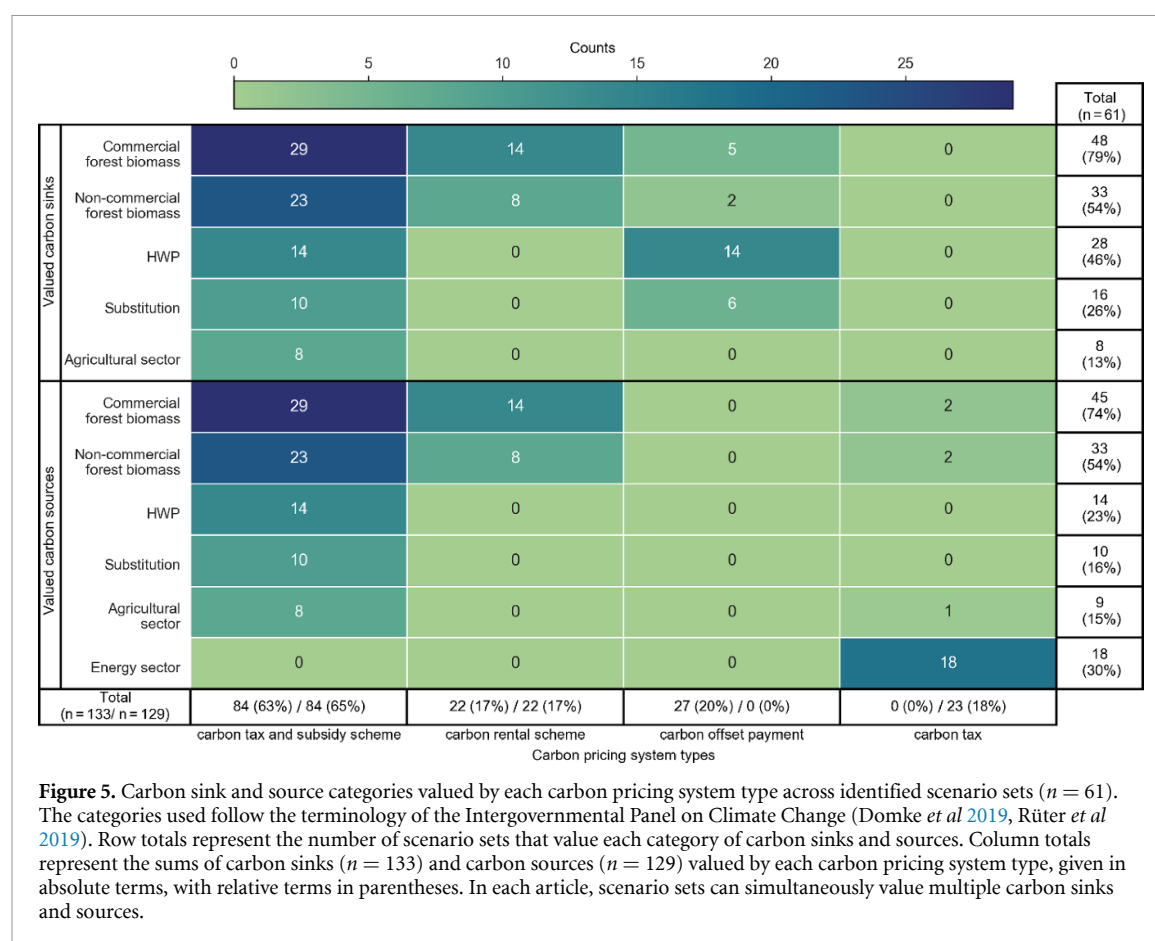 Counts
0 5 10 15 20 25
Total
(n = 61)
Valued carbon sinks
Commercial
forest biomass
29 14 5 0
48
(79%)
Non-commercial
forest biomass
23 8 2 0
33
(54%)
HWP
14 0 14 0
28
(46%)
Substitution
10 0 6 0
16
(26%)
Agricultural sector
8 0 0 0
8
(13%)
Valued carbon sources
Commercial
forest biomass
29 14 0 2
45
(74%)
Non-commercial
forest biomass
23 8 0 2
33
(54%)
HWP
14 0 0 0
14
(23%)
Substitution
10 0 0 0
10
(16%)
Agricultural
sector
8 0 0 1
9
(15%)
Energy sector
0 0 0 18
18
(30%)
Total
(n = 133/ n = 129)
84 (63%) / 84 (65%) 22 (17%) / 22 (17%) 27 (20%) / 0 (0%) 0 (0%) / 23 (18%)
carbon tax and subsidy scheme carbon rental scheme carbon offset payment carbon tax
Carbon pricing system types
Figure 5. Carbon sink and source categories valued by each carbon pricing system type across identified scenario sets (n = 61).
The categories used follow the terminology of the Intergovernmental Panel on Climate Change (Domke et al 2019, Rüter et al
2019). Row totals represent the number of scenario sets that value each category of carbon sinks and sources. Column totals
represent the sums of carbon sinks (n = 133) and carbon sources (n = 129) valued by each carbon pricing system type, given in
absolute terms, with relative terms in parentheses. In each article, scenario sets can simultaneously value multiple carbon sinks
and sources.